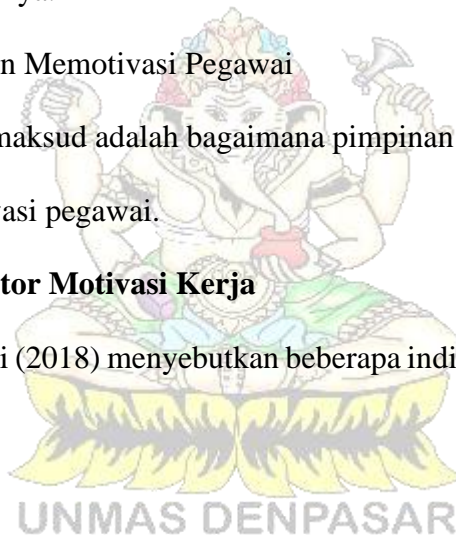 ya.
n Memotivasi Pegawai
maksud adalah bagaimana pimpinan
asi pegawai.
tor Motivasi Kerja
i (2018) menyebutkan beberapa indi
UNMAS DENPASAR